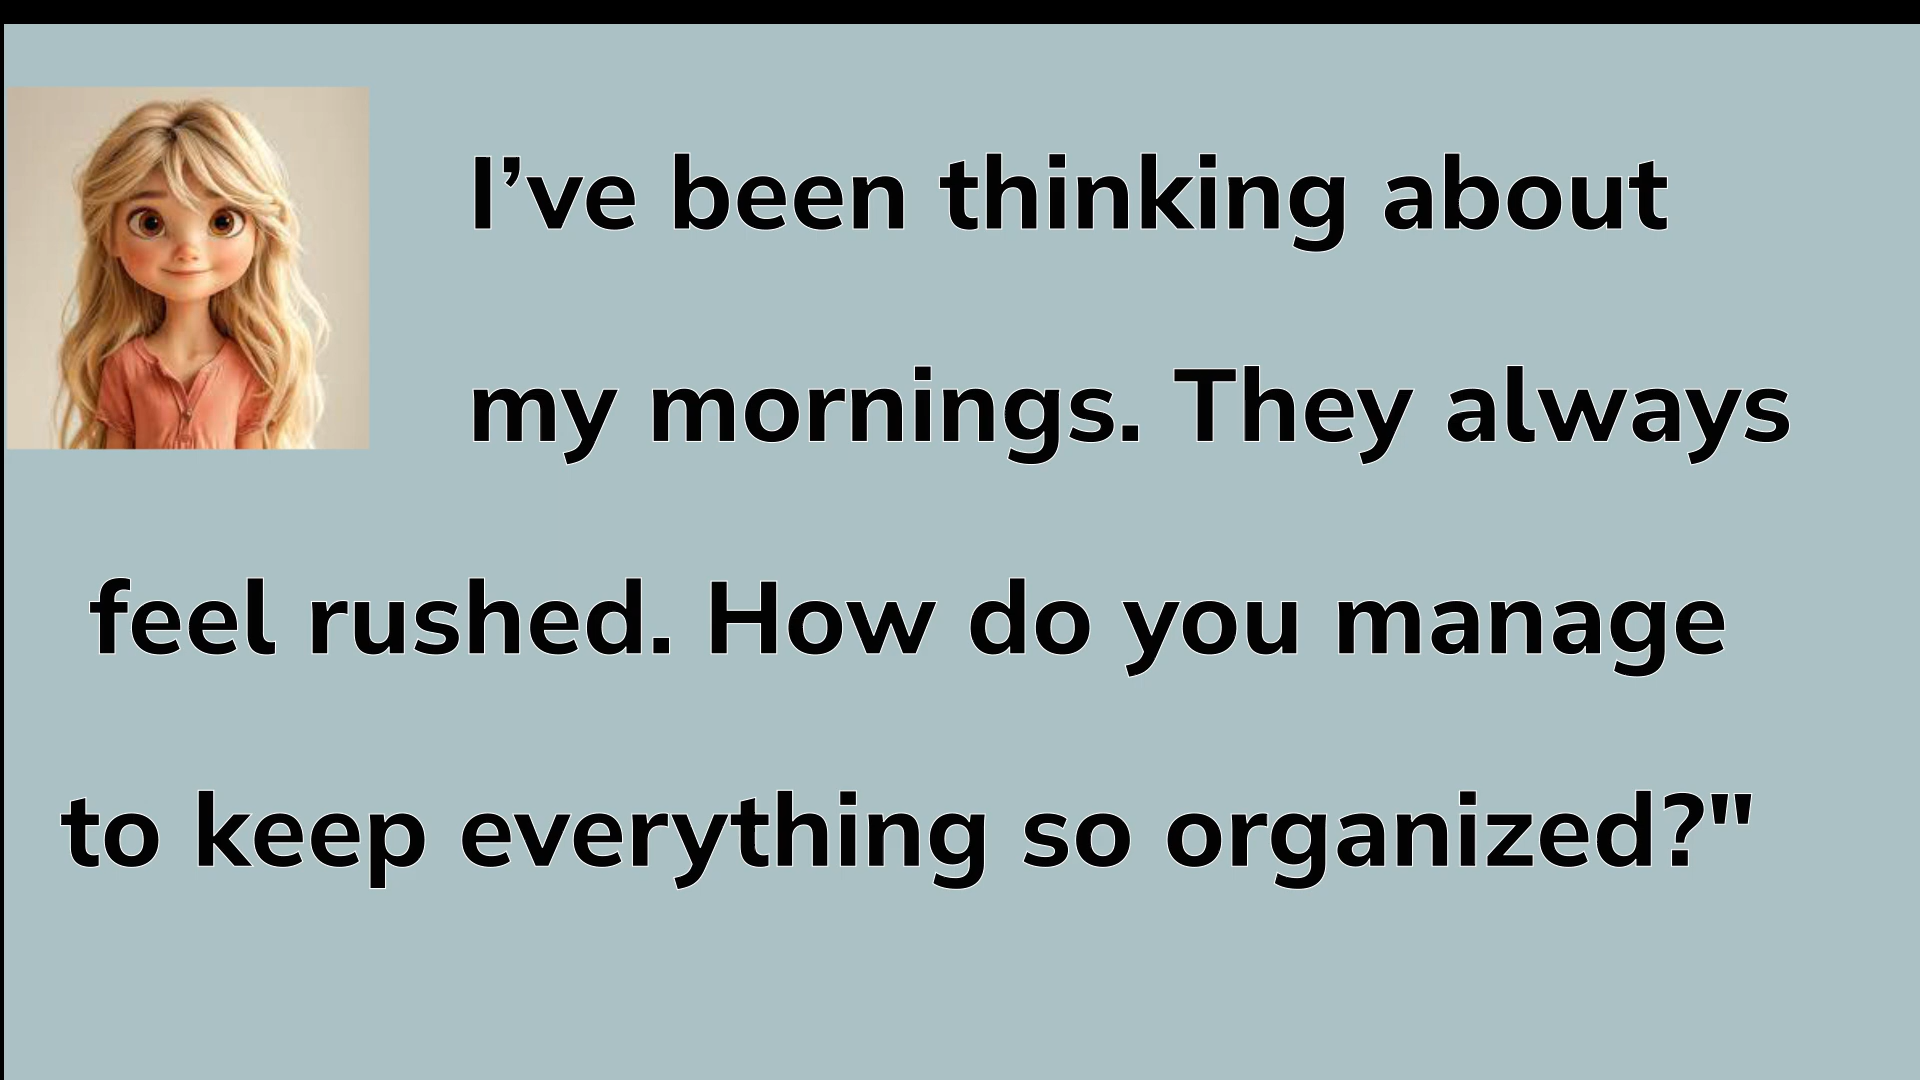 I’ve been thinking about
my mornings. They always
feel rushed. How do you manage
to keep everything so organized?"